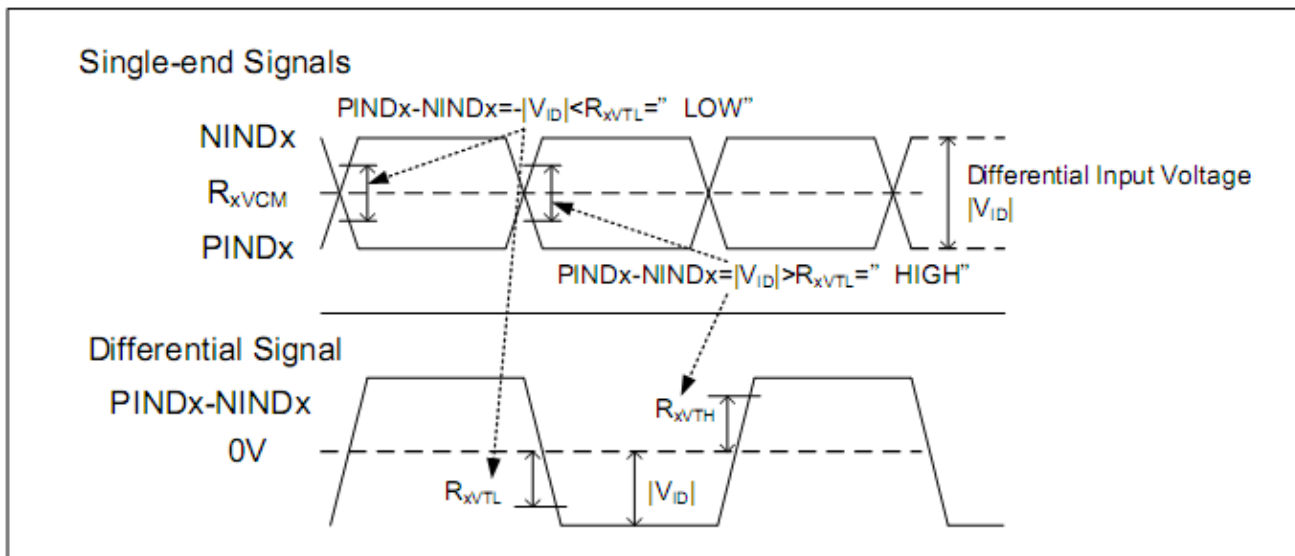 Single-end Signals
PINDx-NINDx=-|VID|<RxVTL=” LOW”
NINDx
RxVCM
PINDx
Differential Input Voltage
|VID|
PINDx-NINDx=|VID|>RxVTL=” HIGH”
Differential Signal
PINDx-NINDx
0V
RxVTH
RxVTL
|VID|